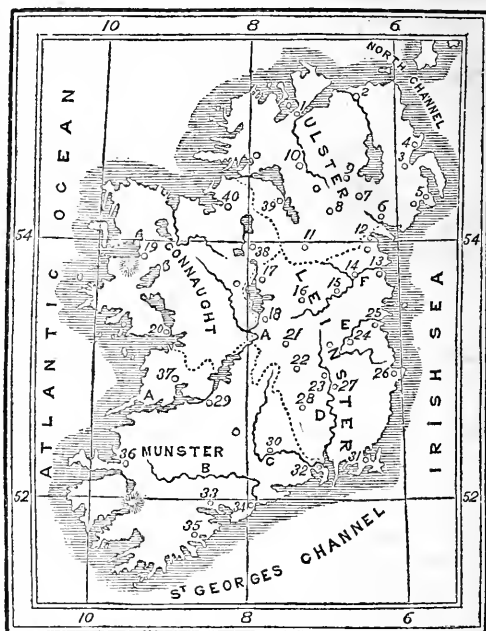 10 8 6
NORTH CHANNEL
ATLANTIC OCEAN
ULSTER
1
2
3
4
10
9
7
8
5
6
40
39
54
54
11
12
19
CONNAUGHT
38
LEINSTER
17
16
15
14
13
F
18
A
20
21
E
25
24
22
26
37
A
29
23
27
28
D
36
MUNSTER
B
30
C
32
31
52
52
33
34
35
IRISH SEA
ST GEORGES CHANNEL
10 8 6